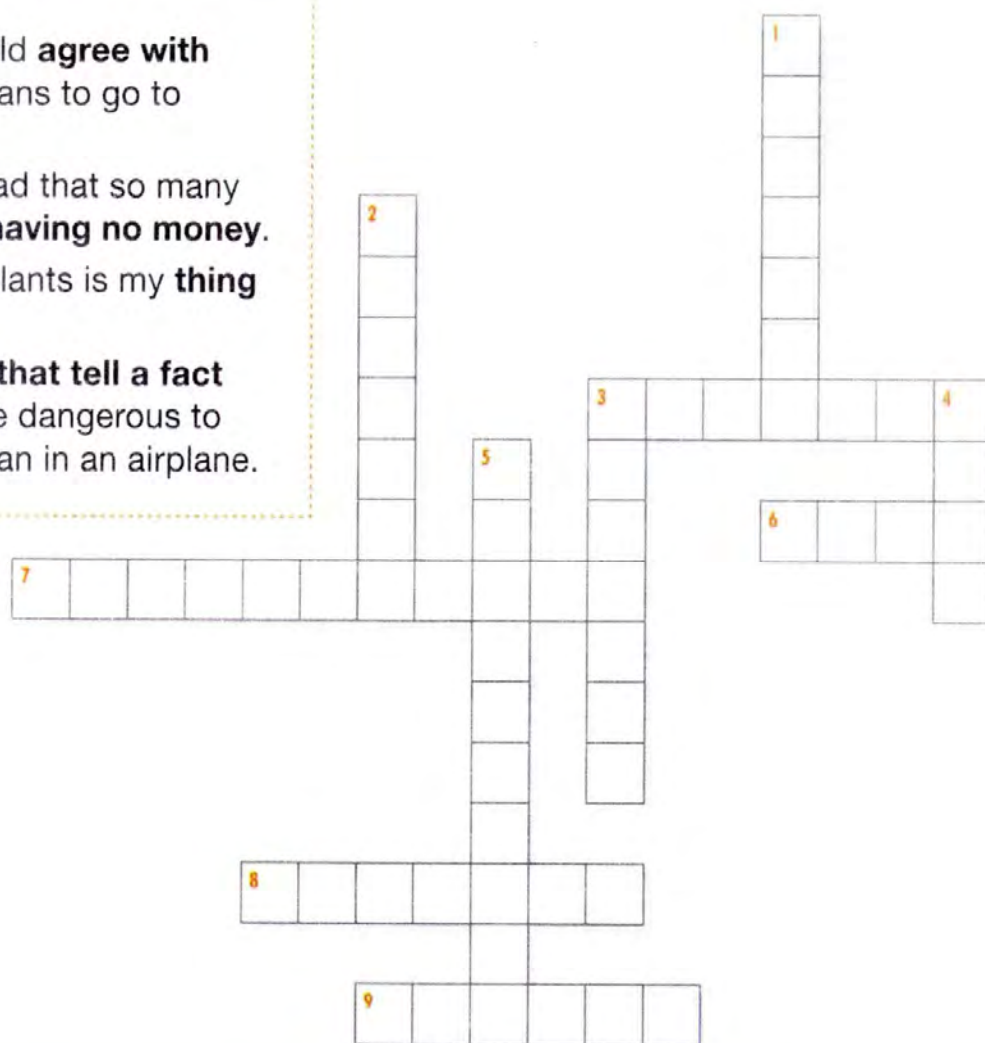 ld agree with
ans to go to
ad that so many
having no money.
lants is my thing
that tell a fact
e dangerous to
an in an airplane.
1
2
3
4
5
6
7
8
9